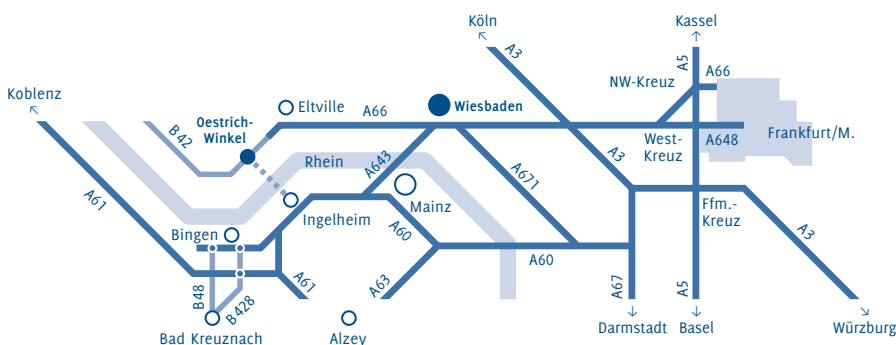 Köln
Kassel
A3
A5
NW-Kreuz
A66
Koblenz
Eltville
Oestrich-
Winkel
A66
Wiesbaden
B42
West-
Kreuz
A648
Frankfurt/M.
Rhein
A643
A671
A3
A61
Mainz
Ingelheim
Ffm.-
Kreuz
Bingen
A60
A60
A3
B48
B428
A61
A63
A67
A5
Bad Kreuznach
Alzey
Darmstadt
Basel
Würzburg